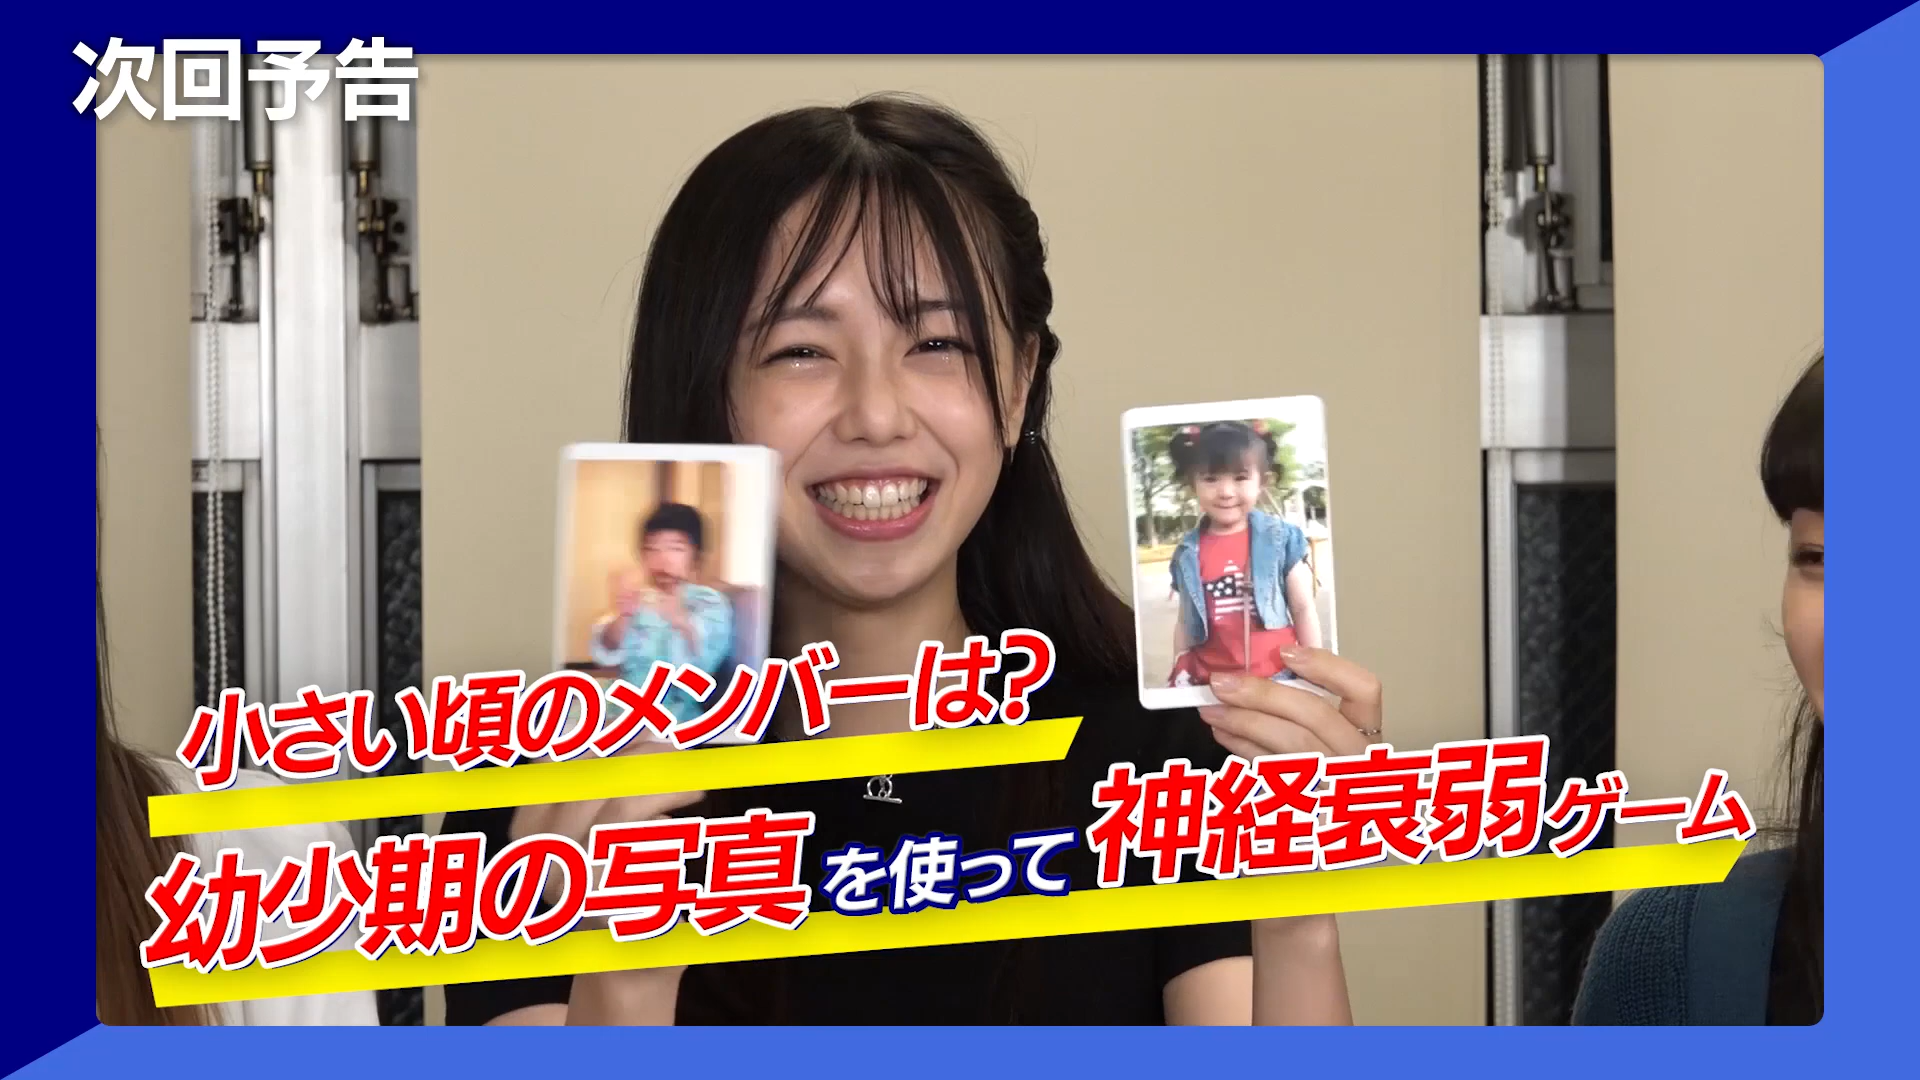 次回予告
小さい頃のメンバーは?
幼少期の写真を使って神経衰弱ゲーム